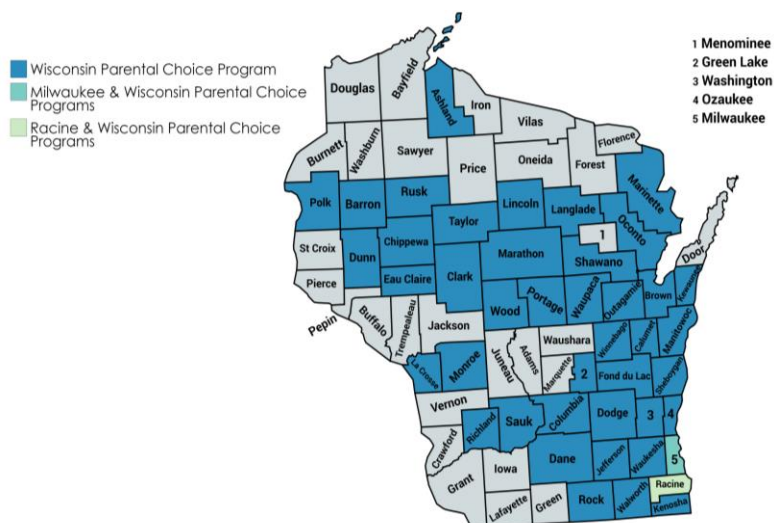 Wisconsin Parental Choice Program
Milwaukee & Wisconsin Parental Choice
Programs
Racine & Wisconsin Parental Choice
Programs
1 Menominee
2 Green Lake
3 Washington
4 Ozaukee
5 Milwaukee
Douglas
Bayfield
Ashland
Iron
Vilas
Burnett
Washburn
Sawyer
Price
Oneida
Forest
Florence
Marinette
Polk
Barron
Rusk
Taylor
Lincoln
Langlade
Oconto
Door
St Croix
Dunn
Chippewa
Eau Claire
Clark
Marathon
1
Shawano
Pierce
Pepin
Buffalo
Trempealeau
Jackson
Wood
Portage
Waupaca
Outagamie
Brown
Kewaunee
La Crosse
Monroe
Juneau
Adams
Waushara
Marquette
2
Winnebago
Calumet
Manitowoc
Fond du Lac
Sheboygan
Vernon
Crawford
Richland
Sauk
Columbia
Dodge
3
4
Grant
Iowa
Dane
Jefferson
Waukesha
5
Lafayette
Green
Rock
Walworth
Racine
Kenosha